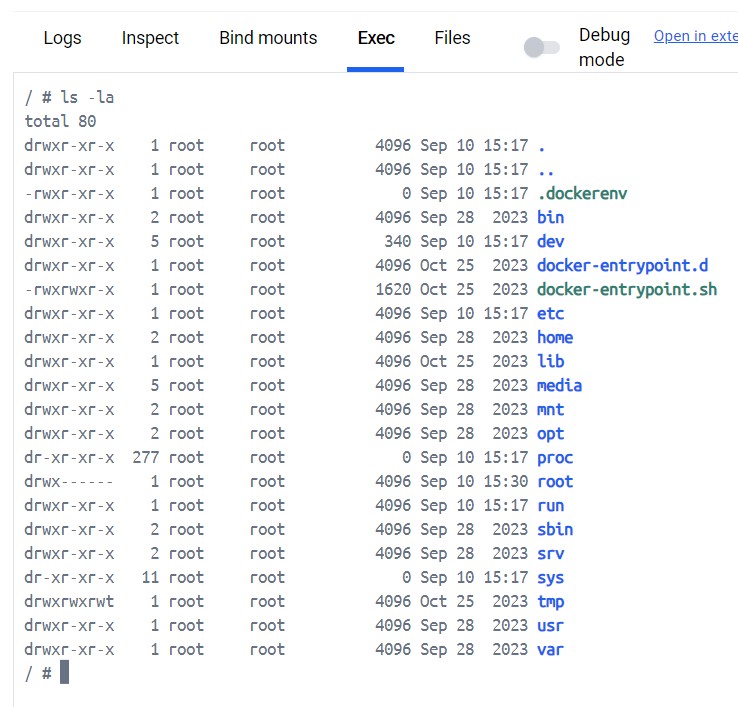 Logs Inspect Bind mounts Exec Files Debug mode Open in exte
/ # ls -la
total 80
drwxr-xr-x    1 root     root          4096 Sep 10 15:17 .
drwxr-xr-x    1 root     root          4096 Sep 10 15:17 ..
-rwxr-xr-x    1 root     root             0 Sep 10 15:17 .dockerenv
drwxr-xr-x    2 root     root          4096 Sep 28  2023 bin
drwxr-xr-x    5 root     root           340 Sep 10 15:17 dev
drwxr-xr-x    1 root     root          4096 Oct 25  2023 docker-entrypoint.d
-rwxrwxr-x    1 root     root          1620 Oct 25  2023 docker-entrypoint.sh
drwxr-xr-x    1 root     root          4096 Sep 10 15:17 etc
drwxr-xr-x    2 root     root          4096 Sep 28  2023 home
drwxr-xr-x    1 root     root          4096 Oct 25  2023 lib
drwxr-xr-x    5 root     root          4096 Sep 28  2023 media
drwxr-xr-x    2 root     root          4096 Sep 28  2023 mnt
drwxr-xr-x    2 root     root          4096 Sep 28  2023 opt
dr-xr-xr-x  277 root     root             0 Sep 10 15:17 proc
drwx------    1 root     root          4096 Sep 10 15:30 root
drwxr-xr-x    1 root     root          4096 Sep 10 15:17 run
drwxr-xr-x    2 root     root          4096 Sep 28  2023 sbin
drwxr-xr-x    2 root     root          4096 Sep 28  2023 srv
dr-xr-xr-x   11 root     root             0 Sep 10 15:17 sys
drwxrwxrwt    1 root     root          4096 Oct 25  2023 tmp
drwxr-xr-x    1 root     root          4096 Sep 28  2023 usr
drwxr-xr-x    1 root     root          4096 Sep 28  2023 var
/ #